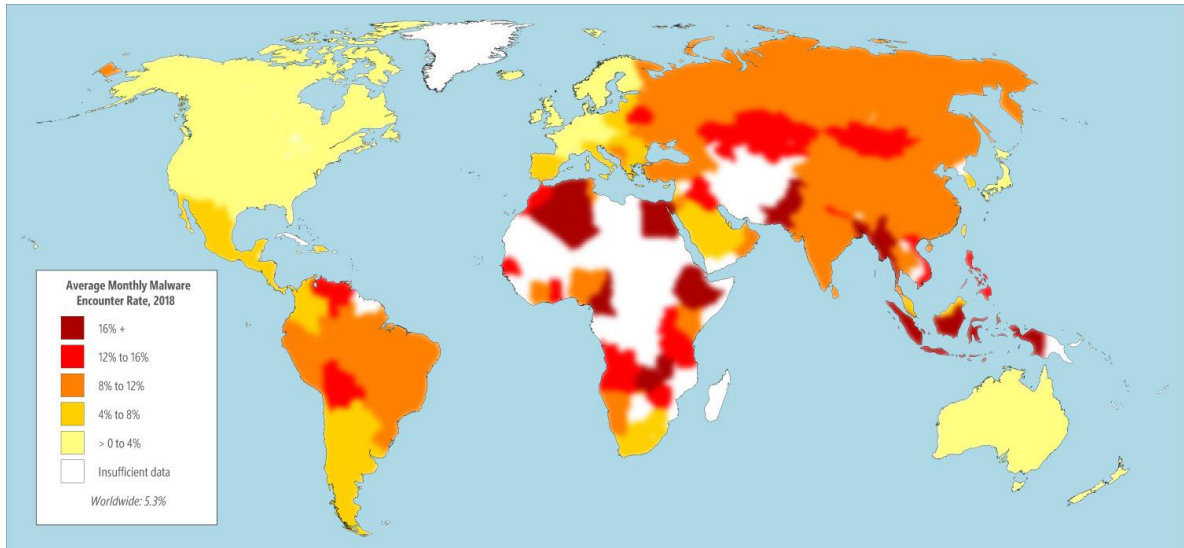 Average Monthly Malware
Encounter Rate, 2018
16% +
12% to 16%
8% to 12%
4% to 8%
> 0 to 4%
Insufficient data
Worldwide: 5.3%